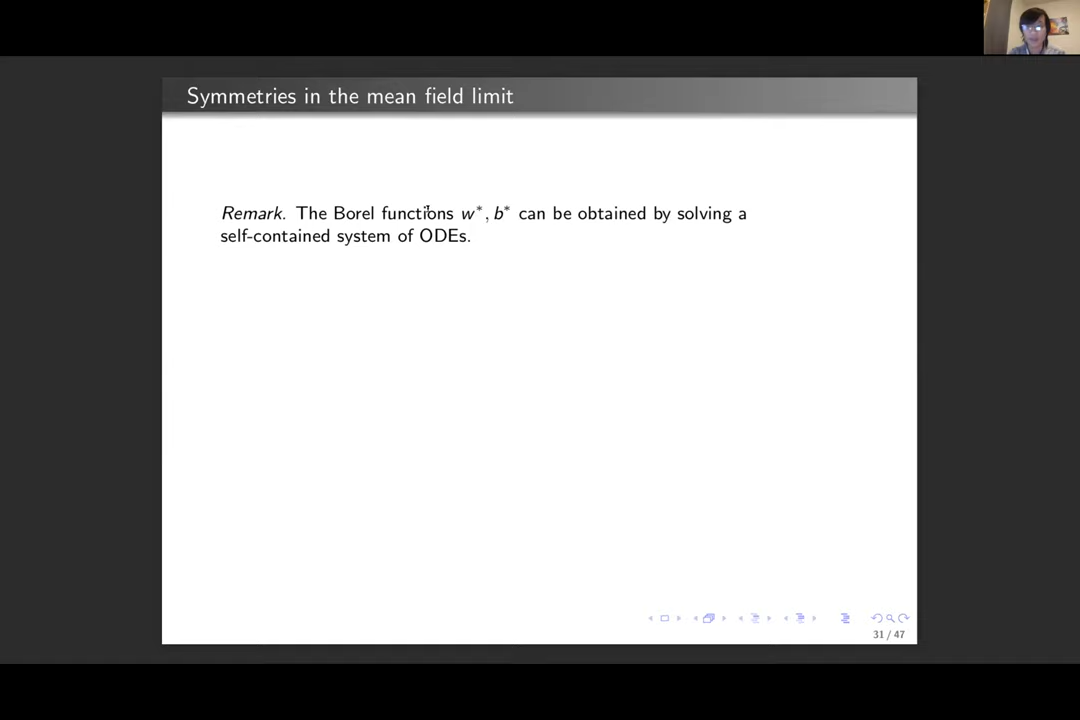 Symmetries in the mean field limit
Remark. The Borel functions w*, b* can be obtained by solving a
self-contained system of ODEs.
31 / 47